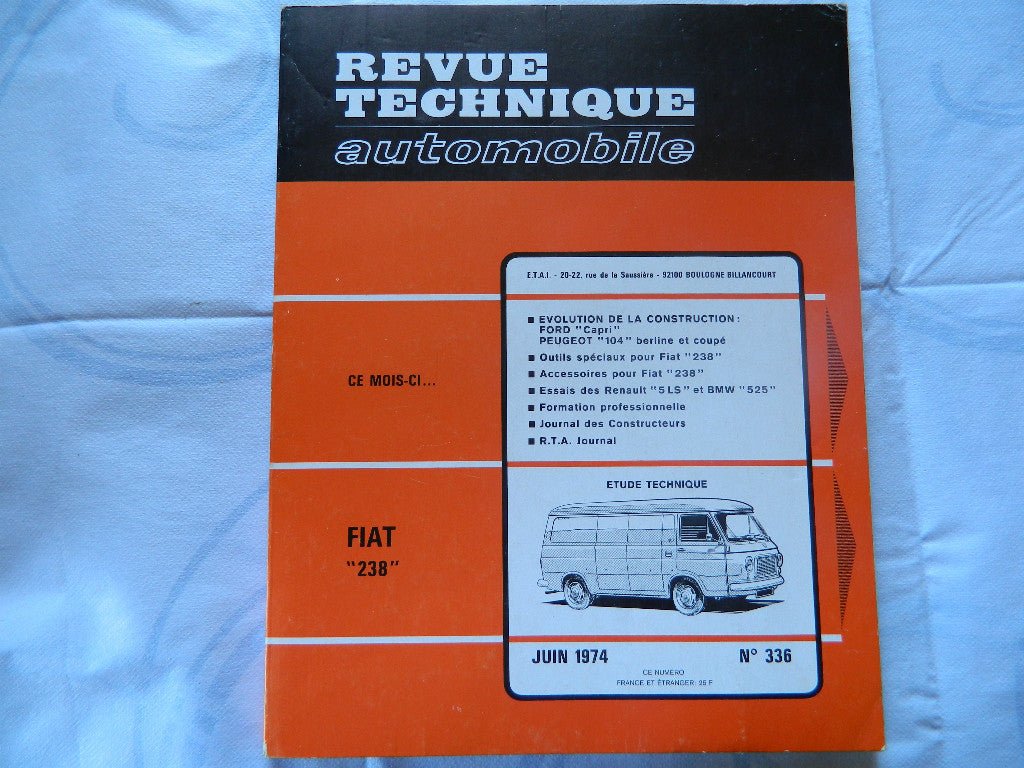 REVUE
TECHNIQUE
automobile
E.T.A.I. - 20-22, rue de la Saussière - 92100 BOULOGNE BILLANCOURT
CE MOIS-CI...
■ EVOLUTION DE LA CONSTRUCTION :
FORD "Capri"
PEUGEOT "104" berline et coupé
■ Outils spéciaux pour Fiat "238"
■ Accessoires pour Fiat "238"
■ Essais des Renault "5 LS" et BMW "525"
■ Formation professionnelle
■ Journal des Constructeurs
■ R.T.A. Journal
FIAT
"238"
ETUDE TECHNIQUE
JUIN 1974 N° 336
CE NUMERO
FRANCE ET ÉTRANGER: 25 F